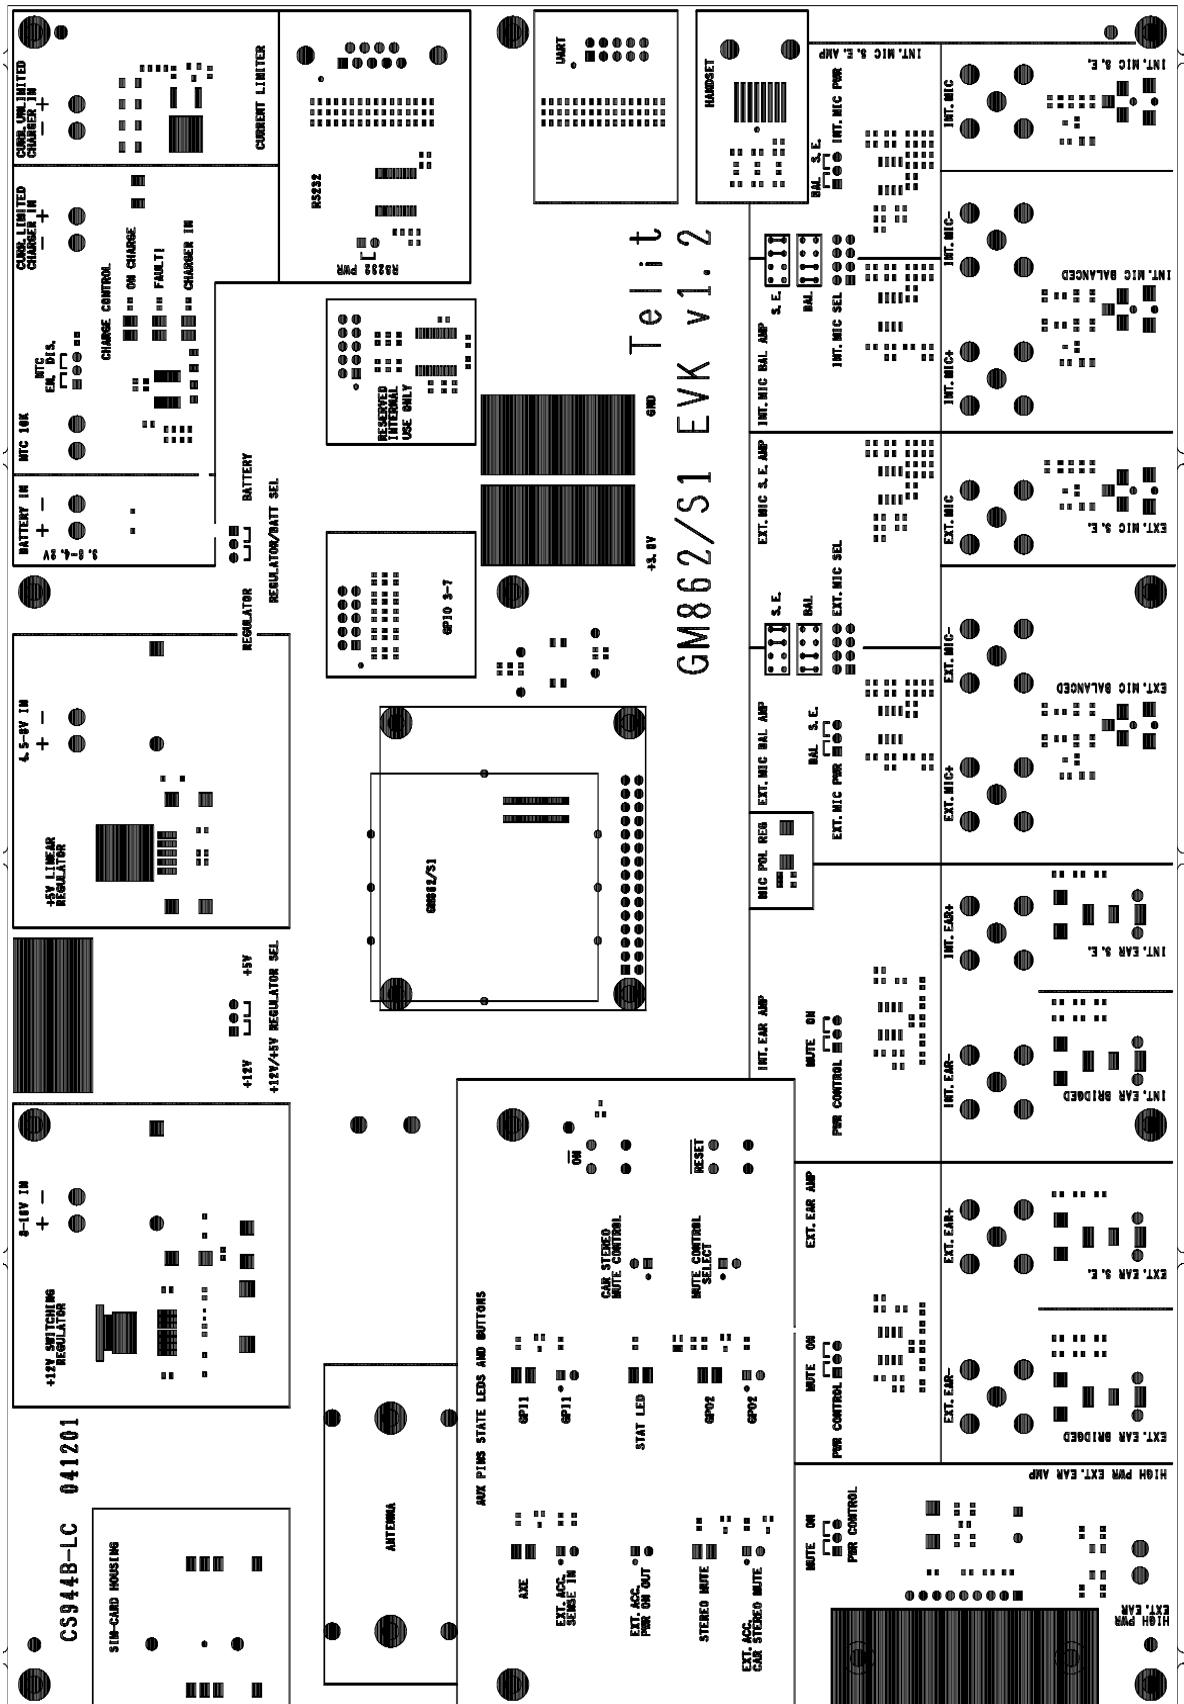 CURR. UNLIMITED
CHARGER IN
− +
CURRENT LIMITER
CURR. LIMITED
CHARGER IN
− +
CHARGE CONTROL
ON CHARGE
FAULT!
CHARGER IN
NTC
EN. DIS.
NTC 10K
BATTERY IN
+ −
3.3-4.2V
BATTERY
REGULATOR
REGULATOR/BATT SEL
RS232
RS232
PWR
RESERVED
INTERNAL
USE ONLY
GPIO 3-7
UART
HANDSET
Telit
GM862/S1 EVK v1.2
GND
+3.8V
4.5-8V IN
+ −
+5V LINEAR
REGULATOR
+5V
+12V
+12V/+5V REGULATOR SEL
8-18V IN
+ −
+12V SWITCHING
REGULATOR
CS944B-LC 041201
SIM-CARD HOUSING
GM862/S1
ANTENNA
AUX PINS STATE LEDS AND BUTTONS
ON
RESET
CAR STEREO
MUTE CONTROL
MUTE CONTROL
SELECT
GPI1
GPI1
STAT LED
GPO2
GPO2
AXE
EXT. ACC.
SENSE IN
EXT. ACC.
PWR ON OUT
STEREO MUTE
EXT. ACC.
CAR STEREO MUTE
INT. MIC S. E. AMP
INT. MIC PWR
BAL S. E.
INT. MIC
INT. MIC S. E.
INT. MIC-
INT. MIC+
INT. MIC BALANCED
S. E.
BAL
INT. MIC SEL
INT. MIC BAL AMP
EXT. MIC S. E. AMP
EXT. MIC
EXT. MIC S. E.
S. E.
BAL
EXT. MIC SEL
EXT. MIC BAL AMP
BAL S. E.
EXT. MIC PWR
EXT. MIC-
EXT. MIC+
EXT. MIC BALANCED
MIC POL REG
INT. EAR AMP
MUTE ON
PWR CONTROL
INT. EAR+
INT. EAR S. E.
INT. EAR-
INT. EAR BRIDGED
EXT. EAR AMP
EXT. EAR+
EXT. EAR S. E.
MUTE ON
PWR CONTROL
EXT. EAR-
EXT. EAR BRIDGED
HIGH PWR EXT. EAR AMP
MUTE ON
PWR CONTROL
HIGH PWR
EXT. EAR